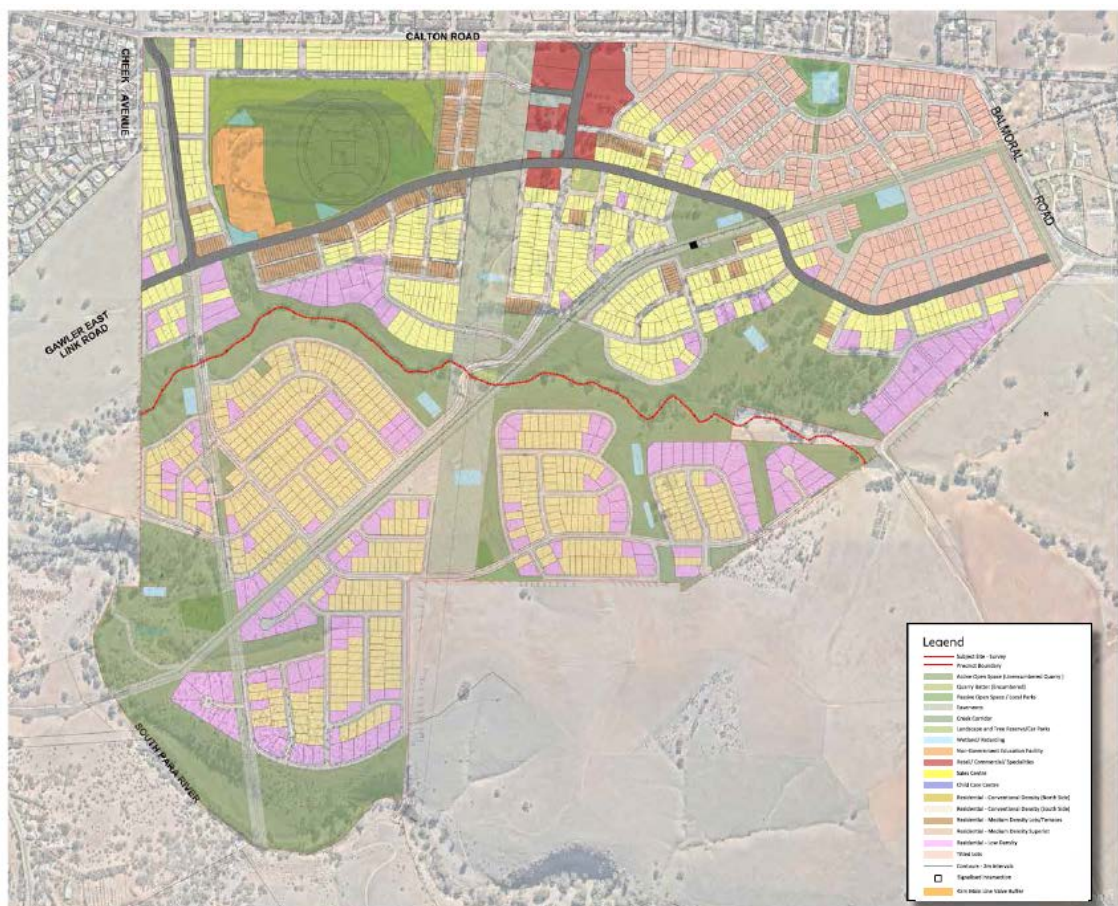 CALTON ROAD
CHEEK AVENUE
BALMORAL
ROAD
GAWLER EAST
LINK ROAD
SOUTH PARA RIVER
Legend
Subject Site - Survey
Precinct Boundary
Active Open Space (Unencumbered Quarry)
Quarry Batter (Encumbered)
Passive Open Space / Local Parks
Easements
Creek Corridor
Landscape and Tree Reserve/Car Parks
Wetland/ Retarding
Non-Government Education Facility
Retail/ Commercial/ Specialities
Sales Centre
Child Care Centre
Residential - Conventional Density (North Side)
Residential - Conventional Density (South Side)
Residential - Medium Density Lots/Terraces
Residential - Medium Density Superlot
Residential - Low Density
Titled Lots
Contours - 2m Intervals
Signalised Intersection